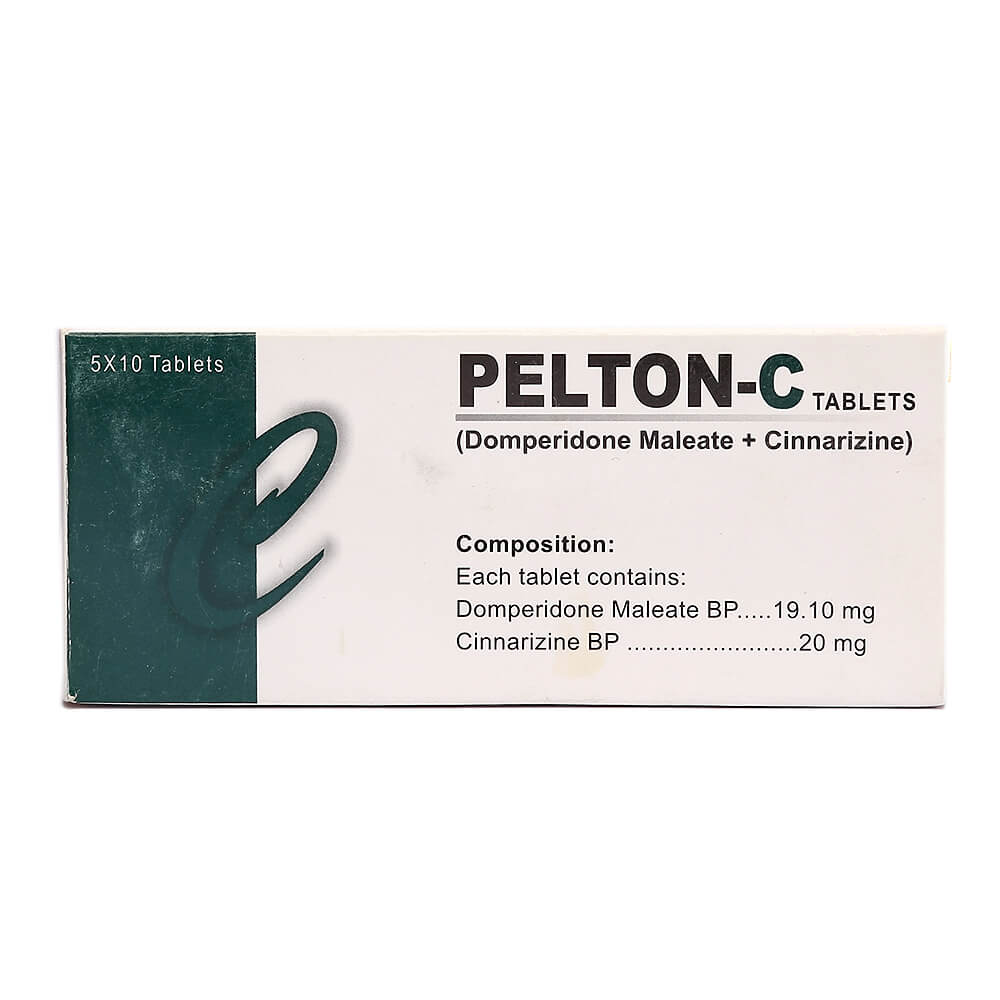 5X10 Tablets
PELTON-C TABLETS
(Domperidone Maleate + Cinnarizine)
Composition:
Each tablet contains:
Domperidone Maleate BP.....19.10 mg
Cinnarizine BP ........................20 mg